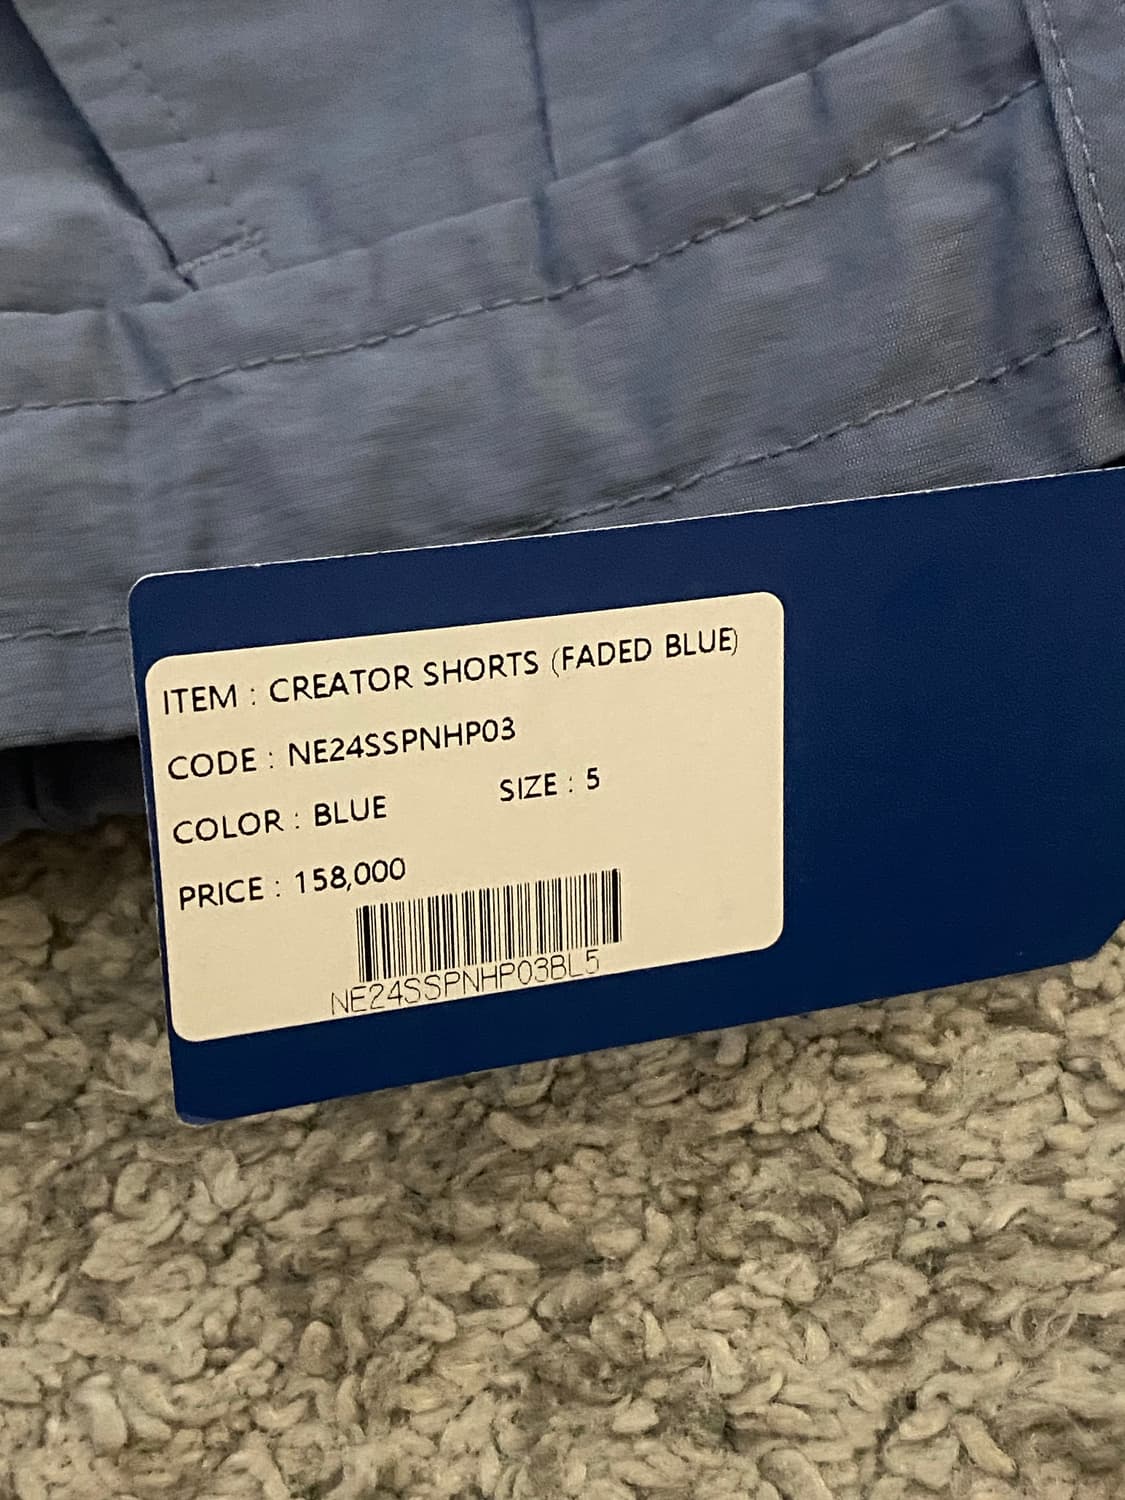 ITEM : CREATOR SHORTS (FADED BLUE)
CODE : NE24SSPNHP03
COLOR : BLUE SIZE : 5
PRICE : 158,000
NE24SSPNHP03BL5